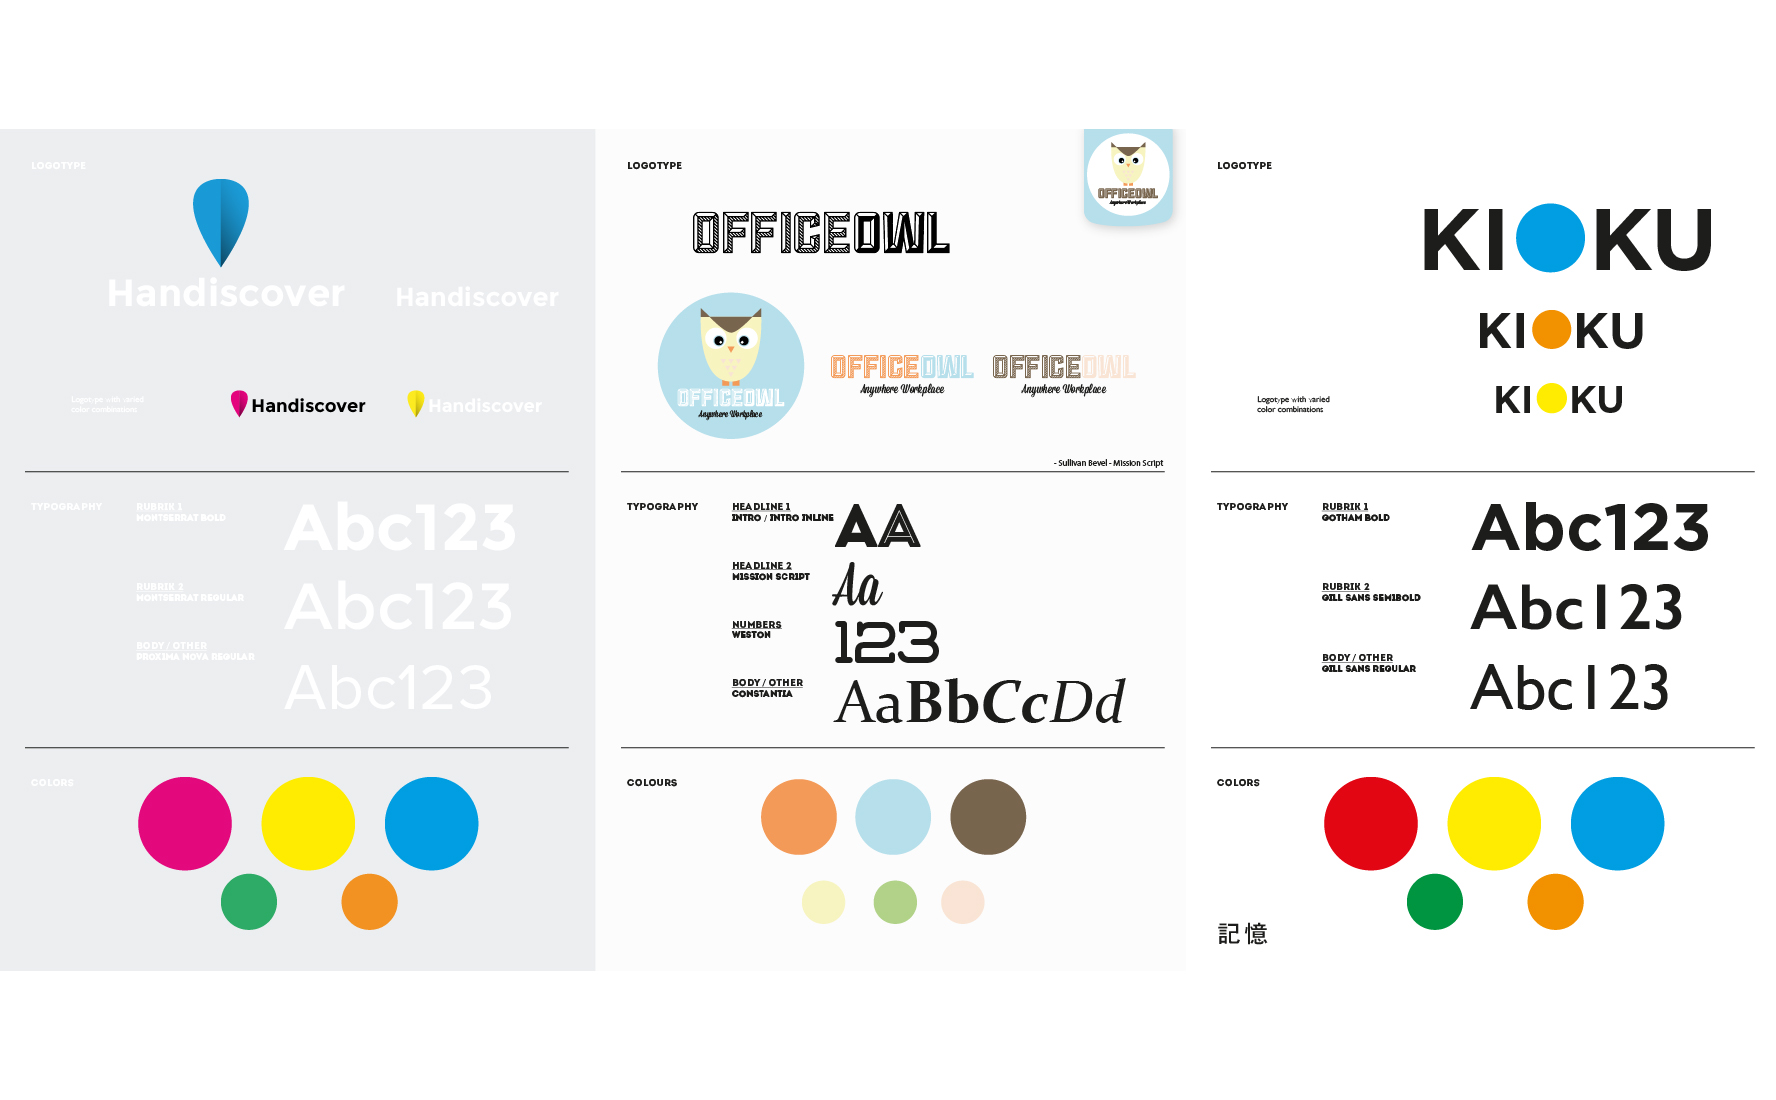 LOGOTYPE
Handiscover
Handiscover
Logotype with varied
color combinations
Handiscover
Handiscover
TYPOGRAPHY
RUBRIK 1
MONTSERRAT BOLD
Abc123
RUBRIK 2
MONTSERRAT REGULAR
Abc123
BODY / OTHER
PROXIMA NOVA REGULAR
Abc123
COLORS
LOGOTYPE
OFFICEOWL
Anywhere Workplace
OFFICEOWL
OFFICEOWL
Anywhere Workplace
OFFICEOWL
Anywhere Workplace
OFFICEOWL
Anywhere Workplace
- Sullivan Bevel - Mission Script
TYPOGRAPHY
HEADLINE 1
INTRO / INTRO INLINE
AA
HEADLINE 2
MISSION SCRIPT
Aa
NUMBERS
WESTON
123
BODY / OTHER
CONSTANTIA
AaBbCcDd
COLOURS
LOGOTYPE
KIOKU
KIOKU
KIOKU
Logotype with varied
color combinations
TYPOGRAPHY
RUBRIK 1
GOTHAM BOLD
Abc123
RUBRIK 2
GILL SANS SEMIBOLD
Abc123
BODY / OTHER
GILL SANS REGULAR
Abc123
COLORS
記憶